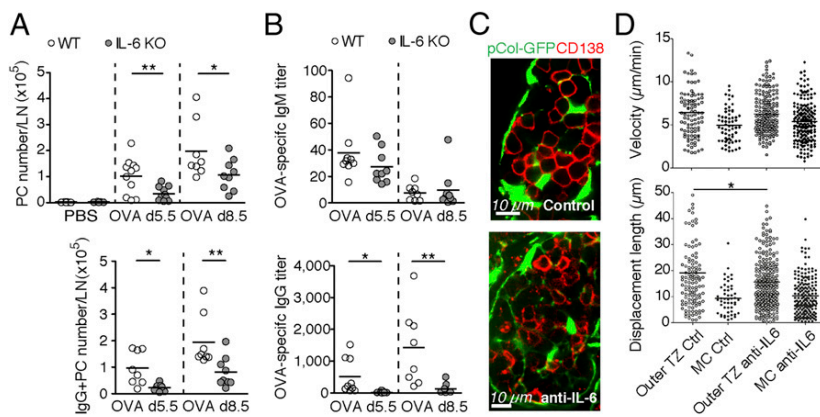 A
WT IL-6 KO
PC number/LN (x10⁵)
5
4
3
2
1
0
**
*
PBS OVA d5.5 OVA d8.5
IgG+PC number/LN(x10⁵)
5
4
3
2
1
0
*
**
OVA d5.5 OVA d8.5
B
WT IL-6 KO
OVA-specifc IgM titer
100
80
60
40
20
0
OVA d5.5 OVA d8.5
OVA-specifc IgG titer
4,000
3,000
2,000
1,000
0
*
**
OVA d5.5 OVA d8.5
C
pCol-GFPCD138
10 μm Control
10 μm anti-IL-6
D
Velocity (μm/min)
15
10
5
0
Displacement length (μm)
50
40
30
20
10
0
*
Outer TZ Ctrl
MC Ctrl
Outer TZ anti-IL6
MC anti-IL6